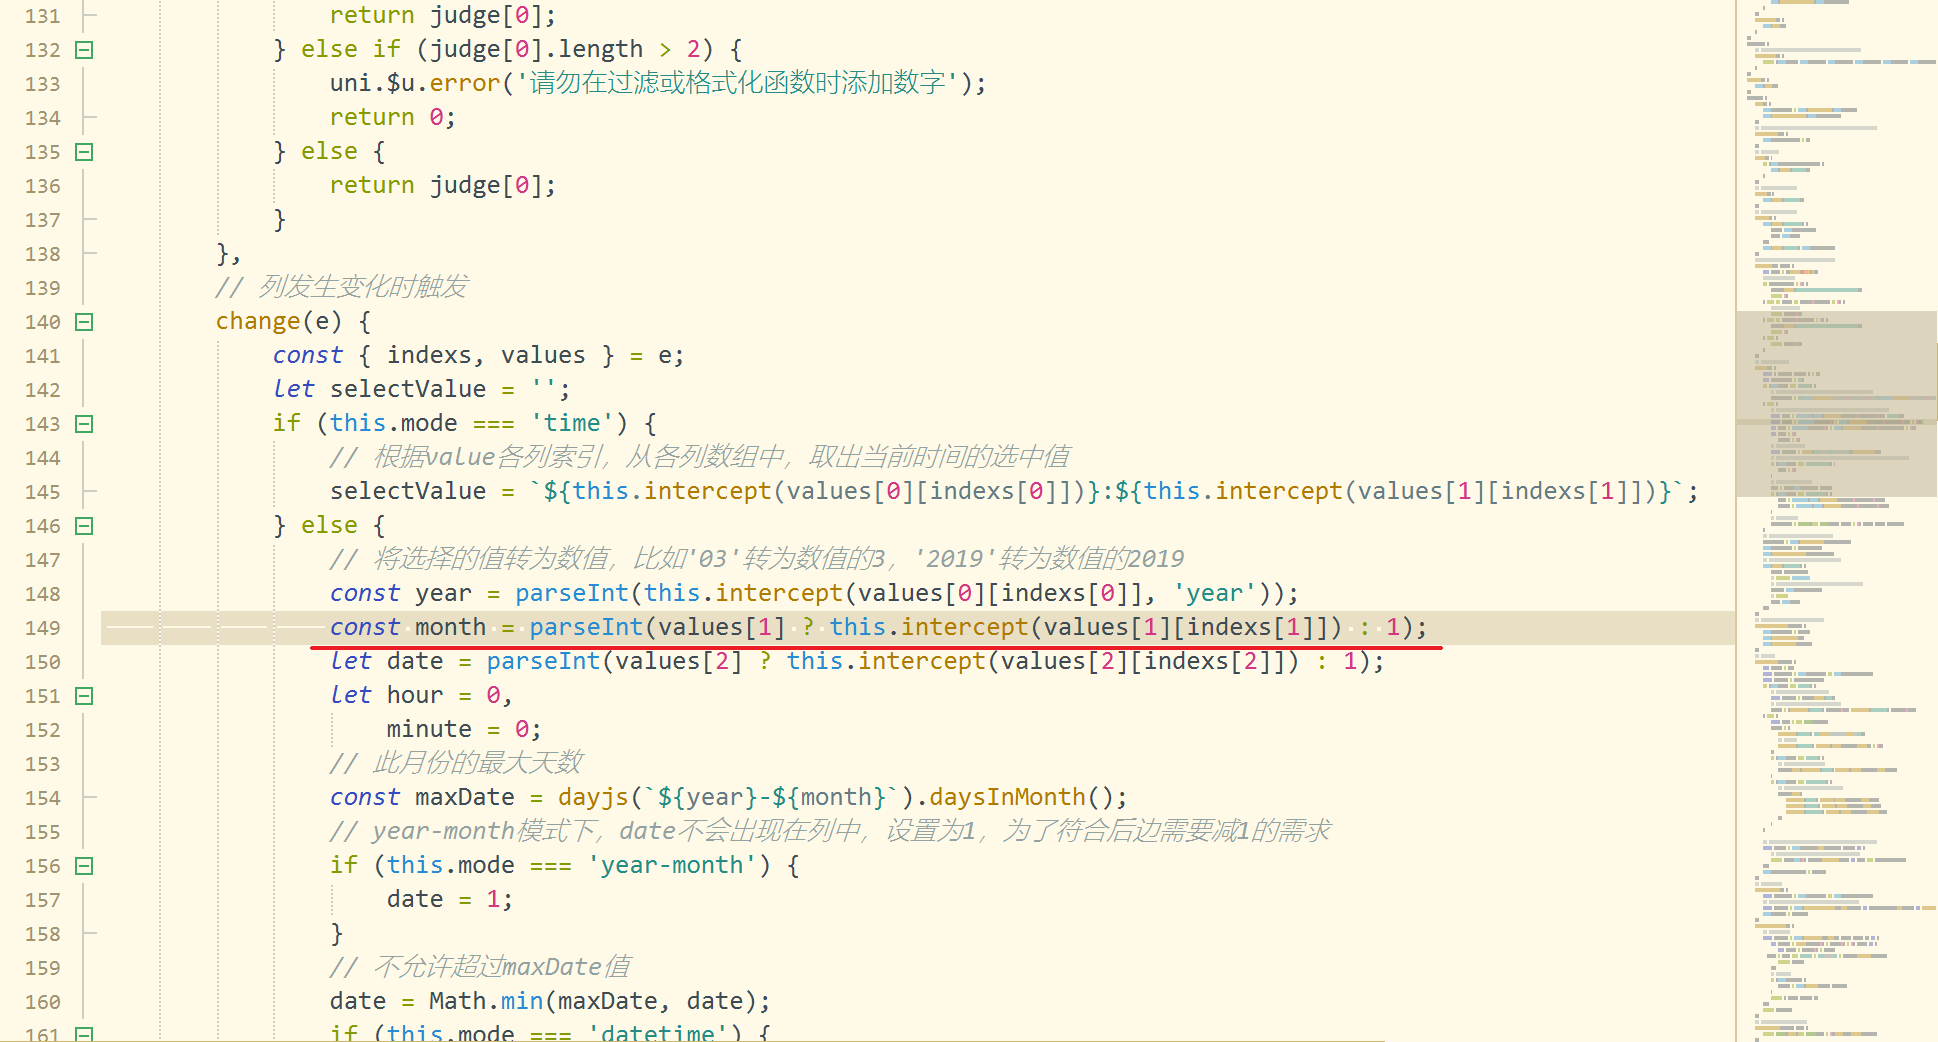 131 return judge[0];
132 } else if (judge[0].length > 2) {
133 uni.$u.error('请勿在过滤或格式化函数时添加数字');
134 return 0;
135 } else {
136 return judge[0];
137 }
138 },
139 // 列发生变化时触发
140 change(e) {
141 const { indexs, values } = e;
142 let selectValue = '';
143 if (this.mode === 'time') {
144 // 根据value各列索引，从各列数组中，取出当前时间的选中值
145 selectValue = `${this.intercept(values[0][indexs[0]])}:${this.intercept(values[1][indexs[1]])}`;
146 } else {
147 // 将选择的值转为数值，比如'03'转为数值的3，'2019'转为数值的2019
148 const year = parseInt(this.intercept(values[0][indexs[0]], 'year'));
149 const month = parseInt(values[1] ? this.intercept(values[1][indexs[1]]) : 1);
150 let date = parseInt(values[2] ? this.intercept(values[2][indexs[2]]) : 1);
151 let hour = 0,
152 minute = 0;
153 // 此月份的最大天数
154 const maxDate = dayjs(`${year}-${month}`).daysInMonth();
155 // year-month模式下，date不会出现在列中，设置为1，为了符合后边需要减1的需求
156 if (this.mode === 'year-month') {
157 date = 1;
158 }
159 // 不允许超过maxDate值
160 date = Math.min(maxDate, date);
161 if (this.mode === 'datetime') {